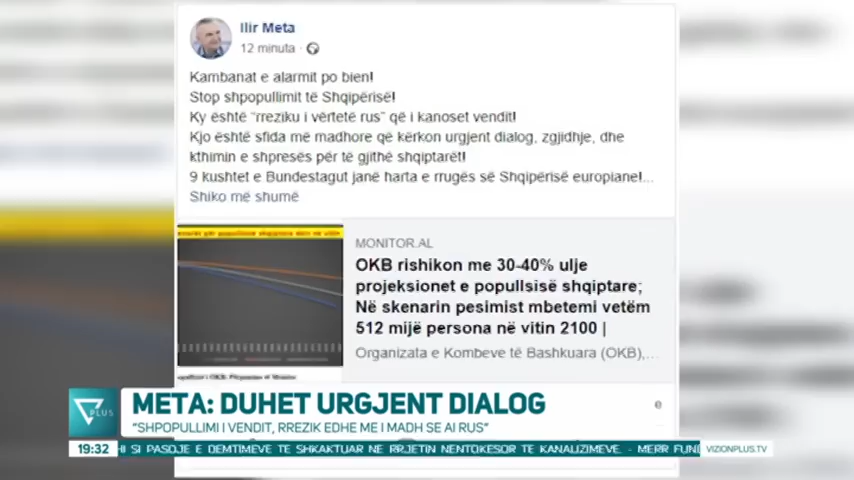 Ilir Meta
12 minuta ·
Kambanat e alarmit po bien!
Stop shpopullimit të Shqipërisë!
Ky është “rreziku i vërtetë rus” që i kanoset vendit!
Kjo është sfida më madhore që kërkon urgjent dialog, zgjidhje, dhe
kthimin e shpresës për të gjithë shqiptarët!
9 kushtet e Bundestagut janë harta e rrugës së Shqipërisë europiane!...
Shiko më shumë
MONITOR.AL
OKB rishikon me 30-40% ulje
projeksionet e popullsisë shqiptare;
Në skenarin pesimist mbetemi vetëm
512 mijë persona në vitin 2100 |
Organizata e Kombeve të Bashkuara (OKB),...
PLUS
META: DUHET URGJENT DIALOG
“SHPOPULLIMI I VENDIT, RREZIK EDHE ME I MADH SE AI RUS”
19:32 HI SI PASOJE E DEMTIMEVE TE SHKAKTUAR NE RRJETIN NENTOKESOR TE KANALIZIMEVE. - MERR FUND VIZIONPLUS.TV